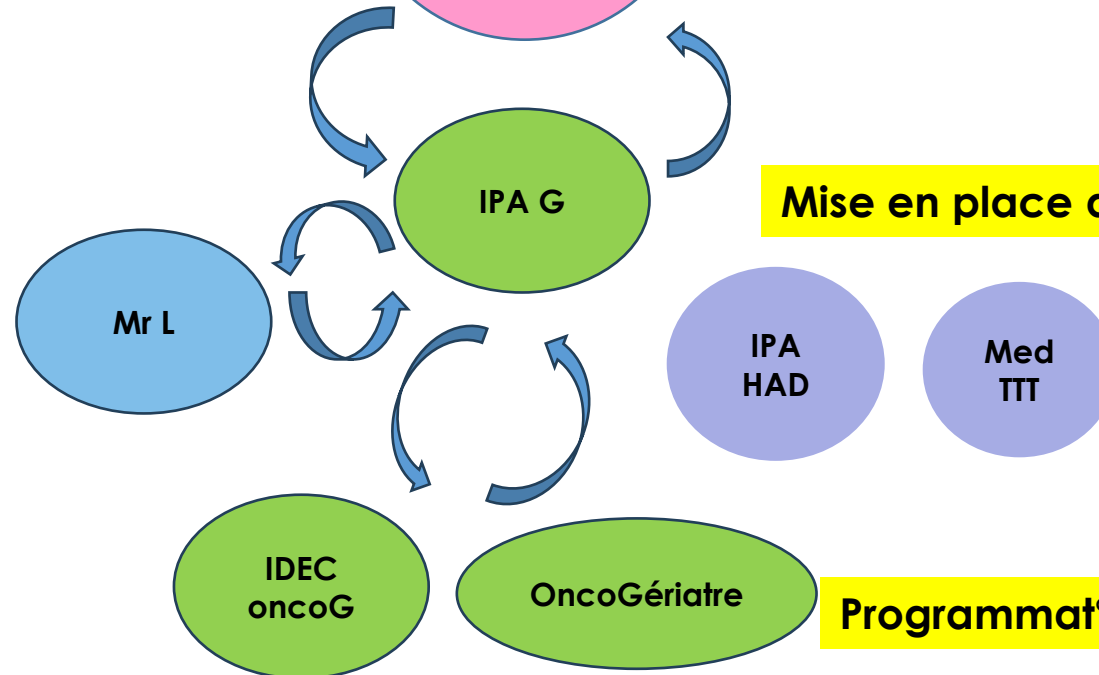 IPA G
Mise en place
Mr L
IPA
HAD
Med
TTT
IDEC
oncoG
OncoGériatre
Programmat°